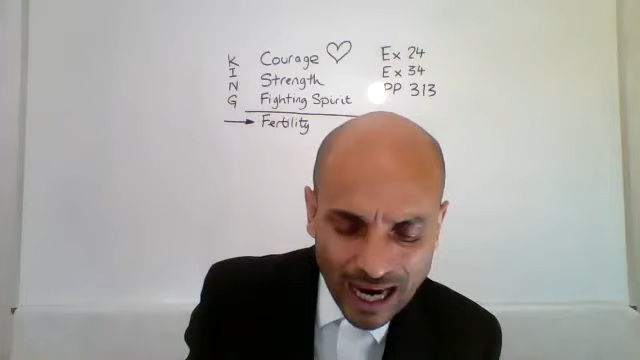 K
I
N
G
Courage
Strength
Fighting Spirit
Fertility
Ex 24
Ex 34
PP 313